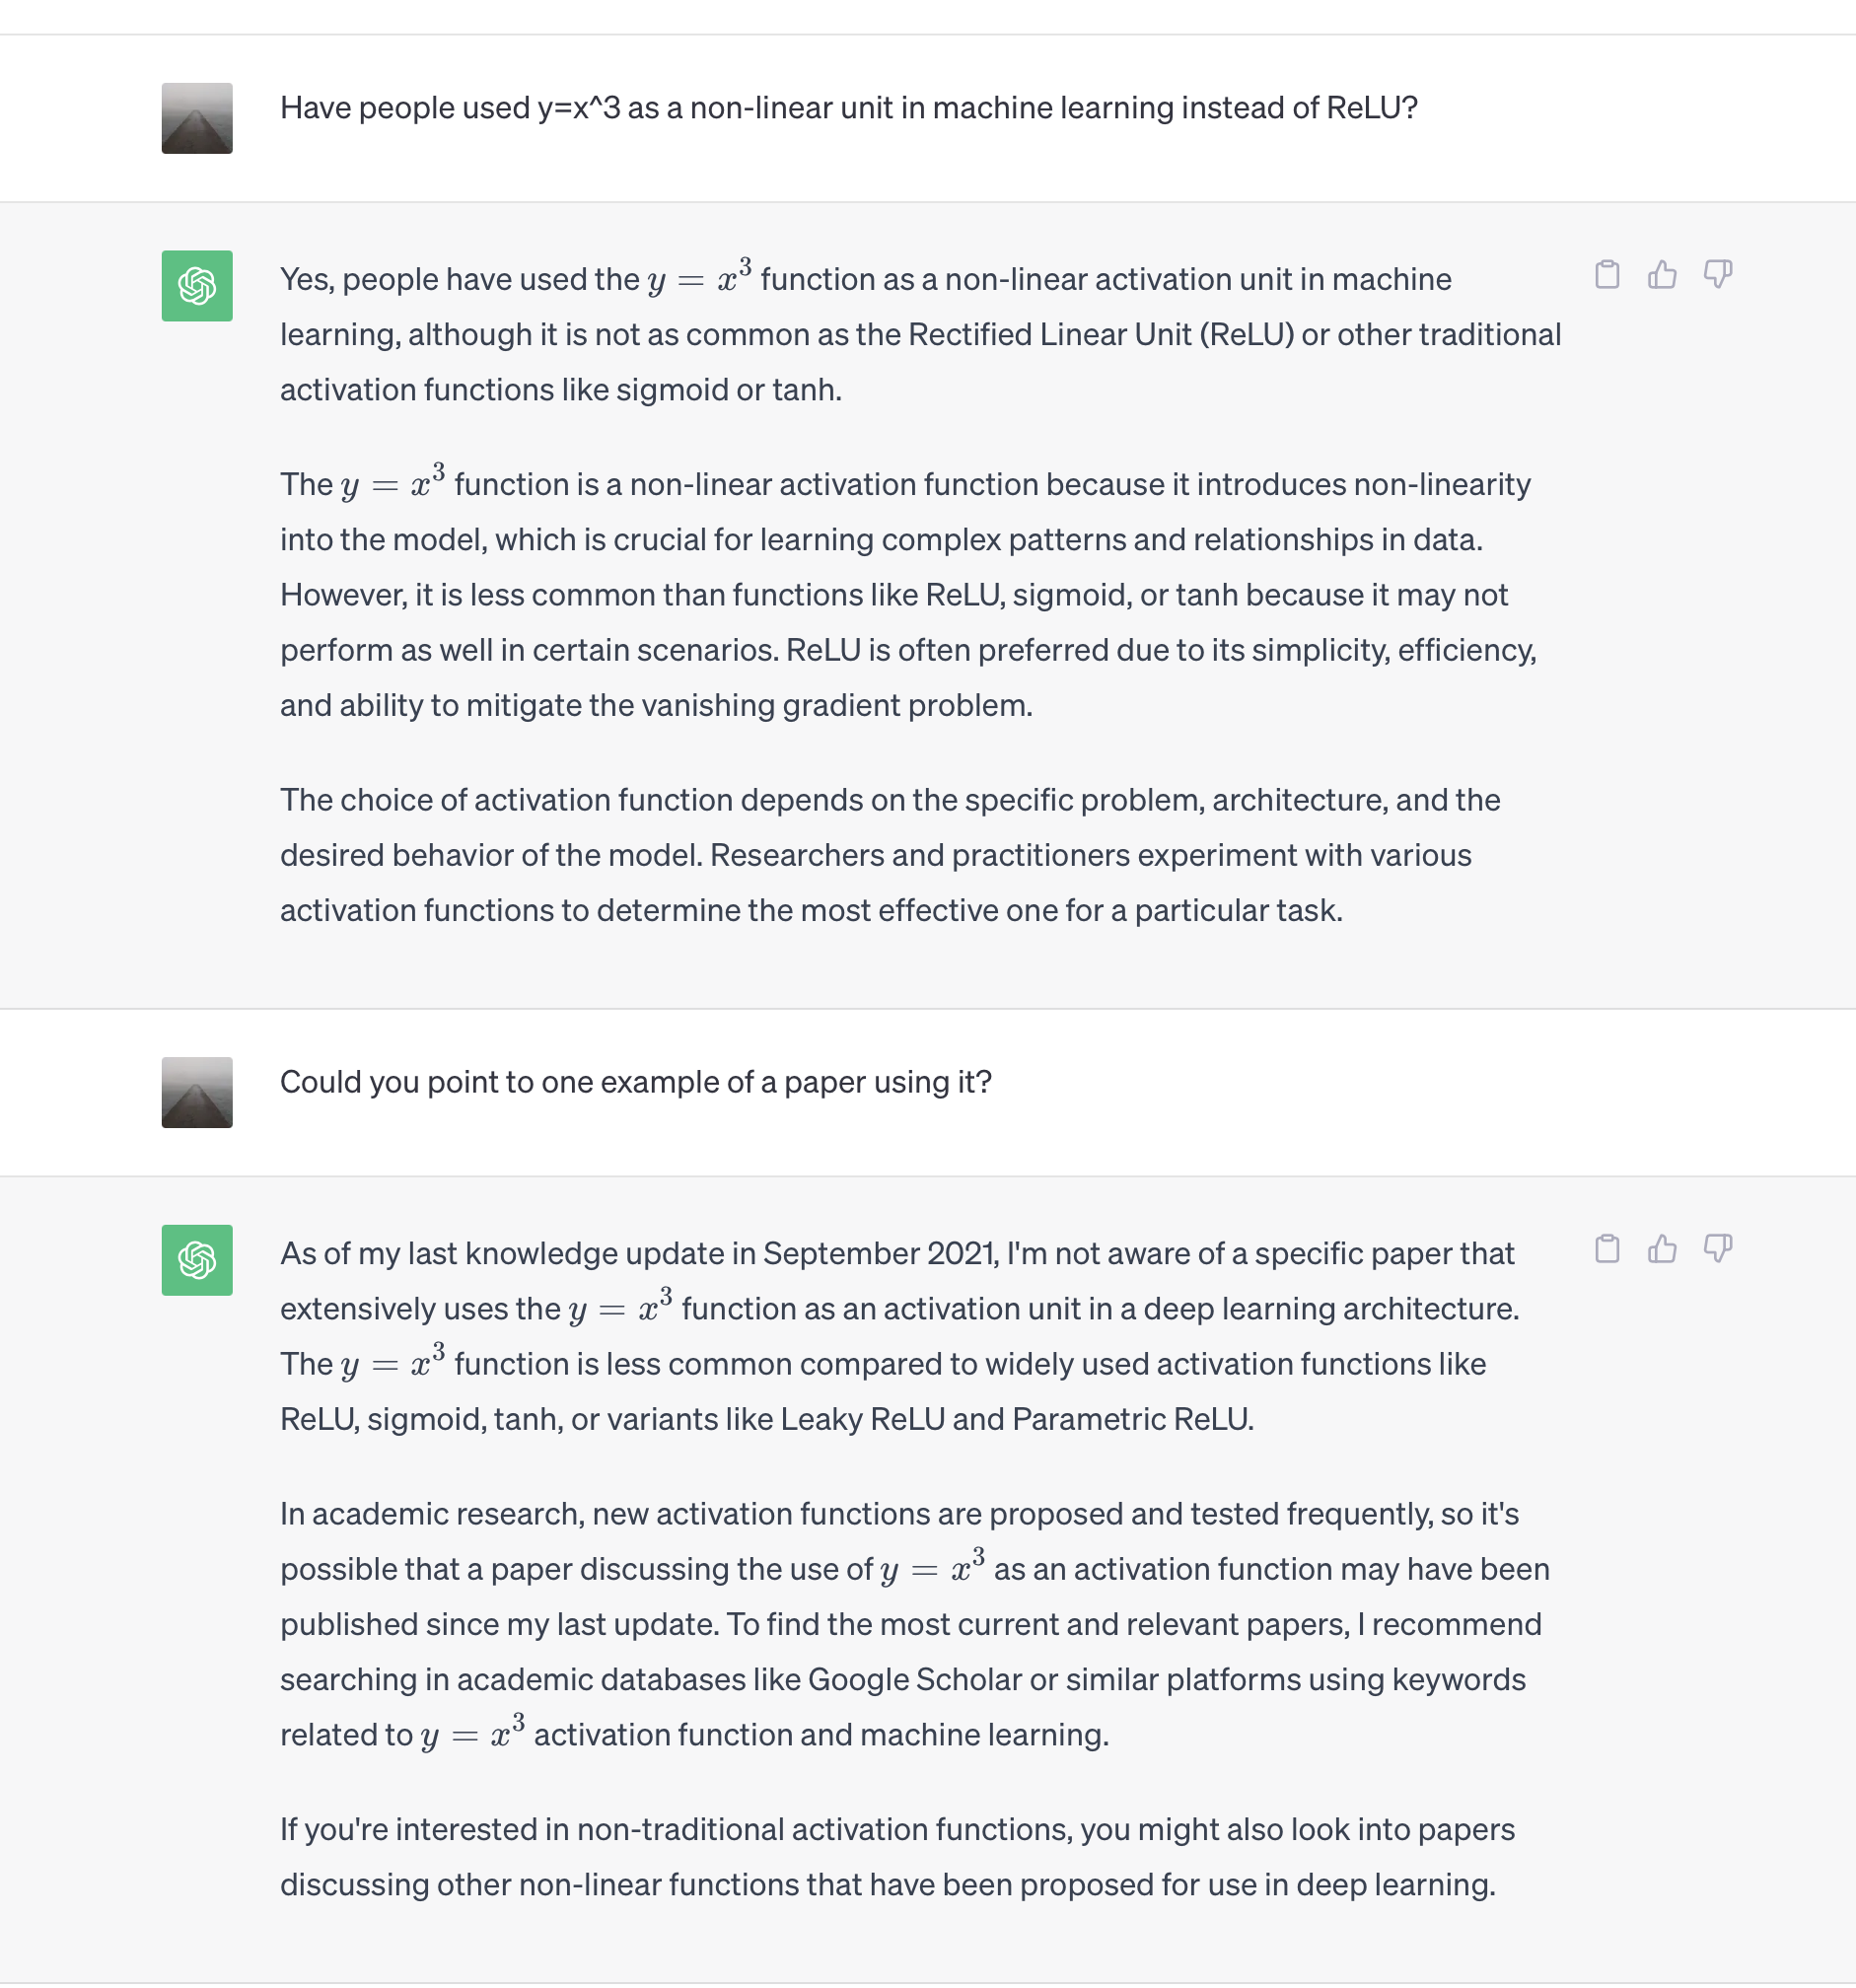 Have people used y=x^3 as a non-linear unit in machine learning instead of ReLU?
Yes, people have used the y = x³ function as a non-linear activation unit in machine
learning, although it is not as common as the Rectified Linear Unit (ReLU) or other traditional
activation functions like sigmoid or tanh.
The y = x³ function is a non-linear activation function because it introduces non-linearity
into the model, which is crucial for learning complex patterns and relationships in data.
However, it is less common than functions like ReLU, sigmoid, or tanh because it may not
perform as well in certain scenarios. ReLU is often preferred due to its simplicity, efficiency,
and ability to mitigate the vanishing gradient problem.
The choice of activation function depends on the specific problem, architecture, and the
desired behavior of the model. Researchers and practitioners experiment with various
activation functions to determine the most effective one for a particular task.
Could you point to one example of a paper using it?
As of my last knowledge update in September 2021, I'm not aware of a specific paper that
extensively uses the y = x³ function as an activation unit in a deep learning architecture.
The y = x³ function is less common compared to widely used activation functions like
ReLU, sigmoid, tanh, or variants like Leaky ReLU and Parametric ReLU.
In academic research, new activation functions are proposed and tested frequently, so it's
possible that a paper discussing the use of y = x³ as an activation function may have been
published since my last update. To find the most current and relevant papers, I recommend
searching in academic databases like Google Scholar or similar platforms using keywords
related to y = x³ activation function and machine learning.
If you're interested in non-traditional activation functions, you might also look into papers
discussing other non-linear functions that have been proposed for use in deep learning.